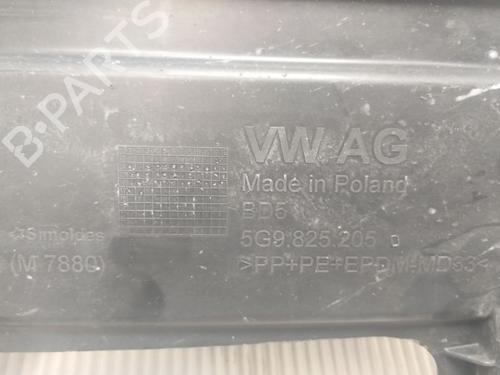 B-PARTS
VW AG
Made in Poland
BD5
Simoldes
5G9.825.205 D
(M 7880)
>PP+PE+EPDM-MD33<